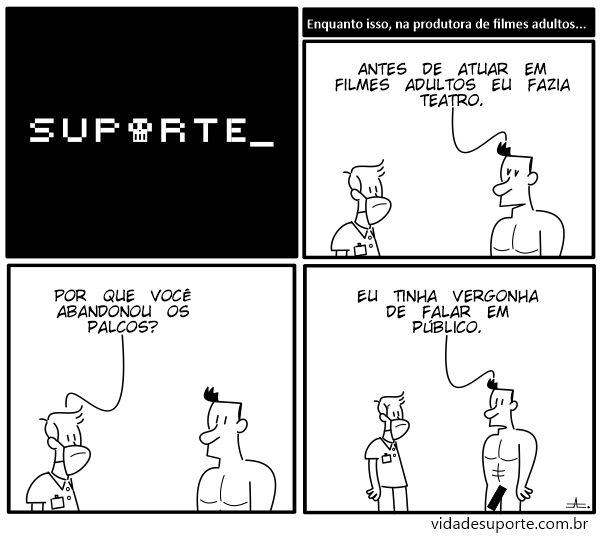 SUPORTE_
Enquanto isso, na produtora de filmes adultos...
ANTES DE ATUAR EM
FILMES ADULTOS EU FAZIA
TEATRO.
POR QUE VOCÊ
ABANDONOU OS
PALCOS?
EU TINHA VERGONHA
DE FALAR EM
PÚBLICO.
vidadesuporte.com.br